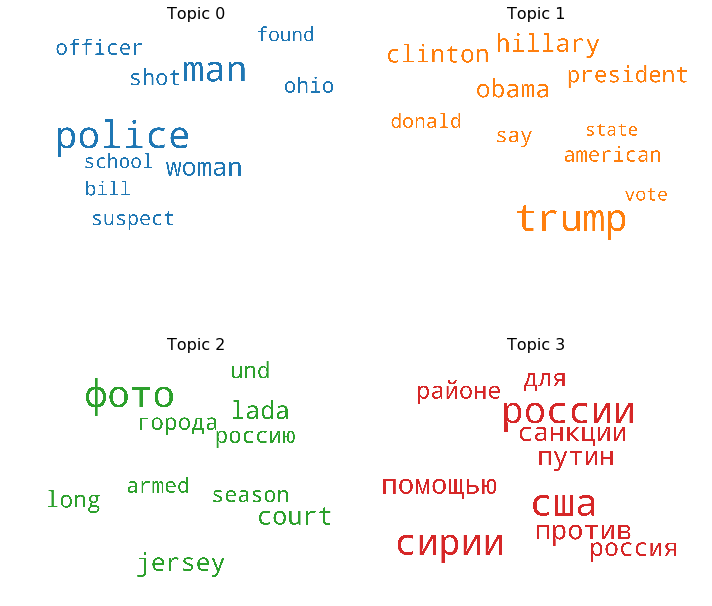 Topic 0
found
officer
man
shot
ohio
police
school
woman
bill
suspect
Topic 1
hillary
clinton
president
obama
donald
state
say
american
vote
trump
Topic 2
und
фото
lada
города
россию
armed
long
season
court
jersey
Topic 3
для
районе
россии
санкции
путин
помощью
сша
против
сирии
россия